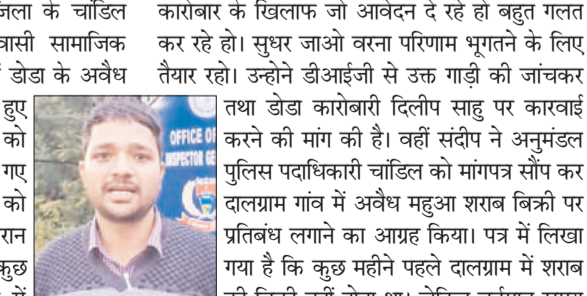 जला के चांडिल
वासी सामाजिक
डोडा के अवैध
हुए
को
गए
को
रान
कुछ
कारोबार के खिलाफ जो आवेदन दे रहे हो बहुत गलत
कर रहे हो। सुधर जाओ वरना परिणाम भूगतने के लिए
तैयार रहो। उन्होने डीआईजी से उक्त गाड़ी की जांचकर
तथा डोडा कारोबारी दिलीप साहु पर कारवाई
करने की मांग की है। वहीं संदीप ने अनुमंडल
पुलिस पदाधिकारी चांडिल को मांगपत्र सौंप कर
दालग्राम गांव में अवैध महुआ शराब बिक्री पर
प्रतिबंध लगाने का आग्रह किया। पत्र में लिखा
गया है कि कुछ महीने पहले दालग्राम में शराब
OFFICE OF
INSPECTOR GE